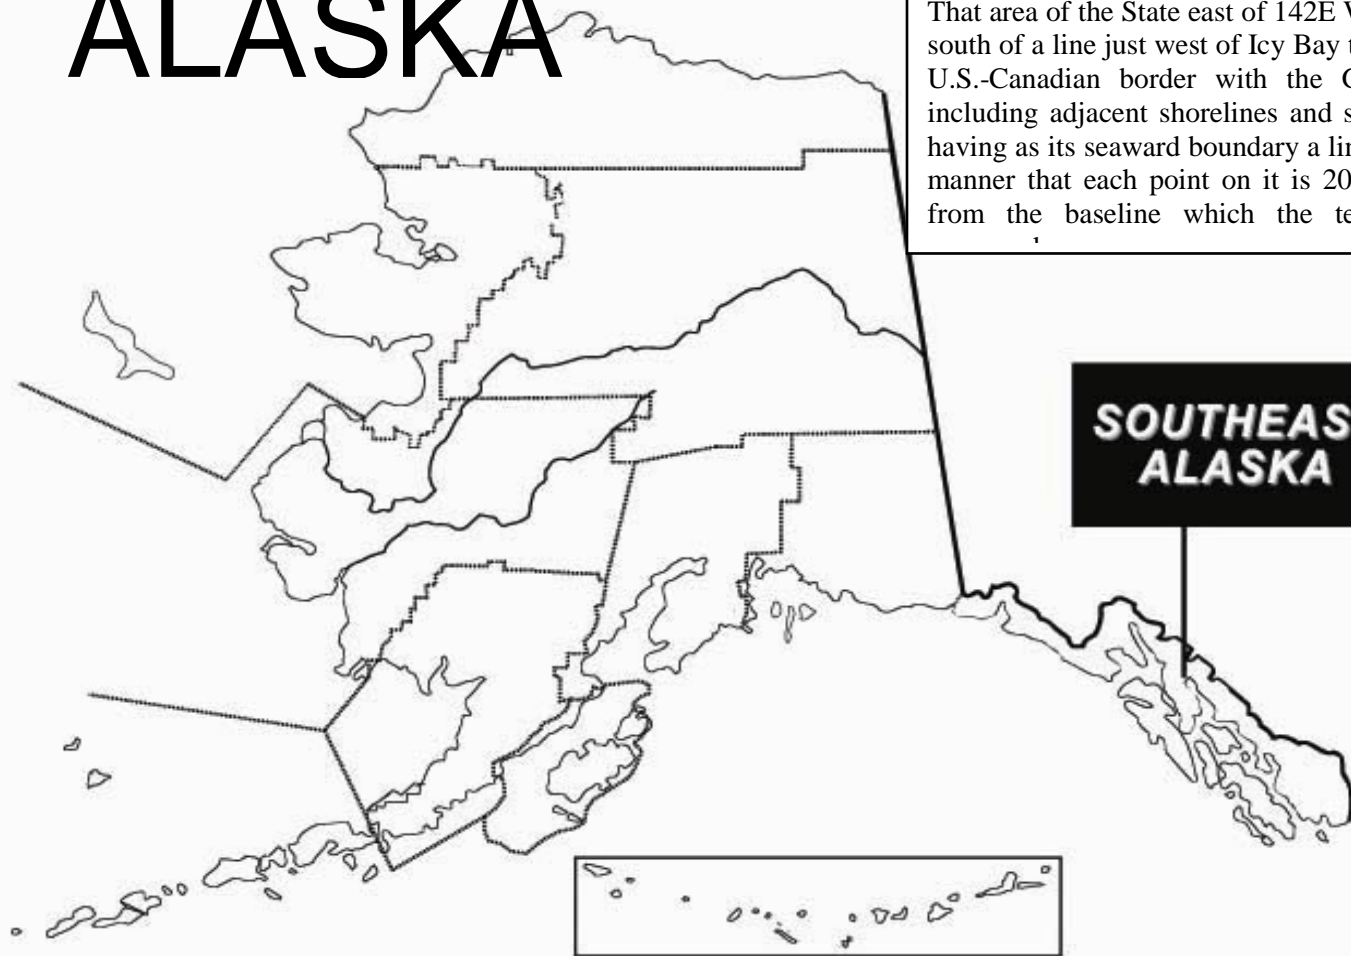 ALASKA
That area of the State east of 142E
south of a line just west of Icy Bay
U.S.-Canadian border with the
including adjacent shorelines and
having as its seaward boundary a
manner that each point on it is 20
from the baseline which the
SOUTHEAS
ALASKA